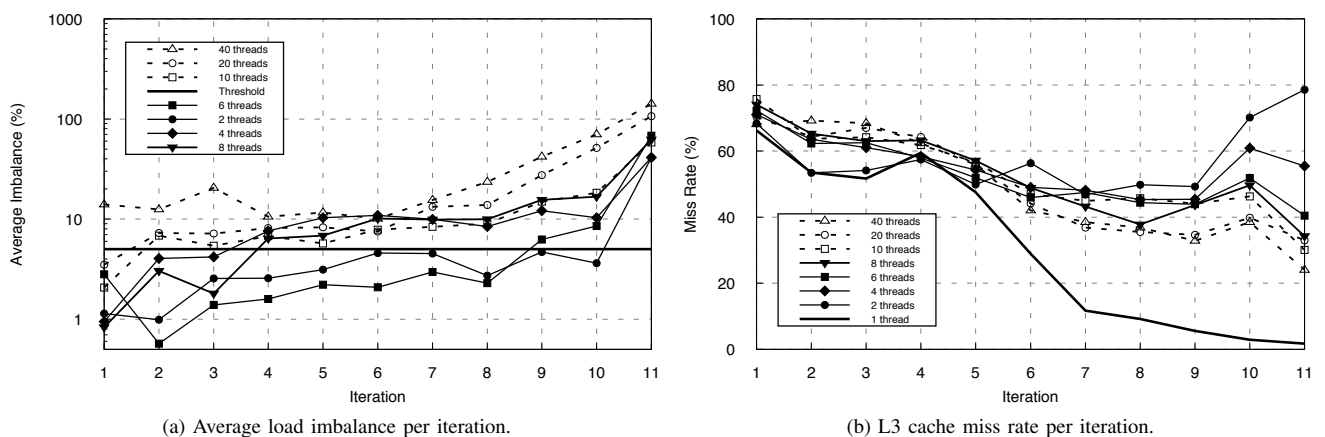 1000
100
10
1
Average Imbalance (%)
40 threads
20 threads
10 threads
Threshold
6 threads
2 threads
4 threads
8 threads
1 2 3 4 5 6 7 8 9 10 11
Iteration
(a) Average load imbalance per iteration.
100
80
60
40
20
0
Miss Rate (%)
40 threads
20 threads
10 threads
8 threads
6 threads
4 threads
2 threads
1 thread
1 2 3 4 5 6 7 8 9 10 11
Iteration
(b) L3 cache miss rate per iteration.